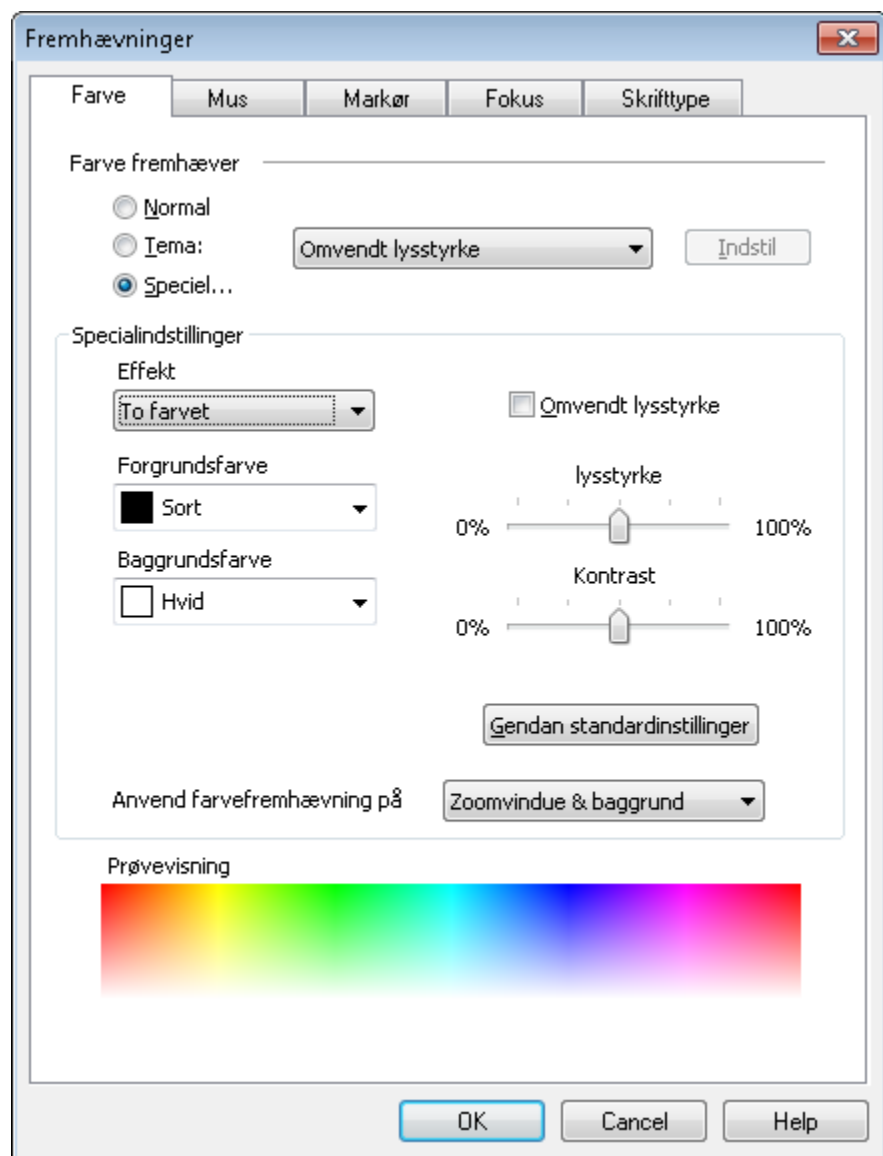 Fremhævninger
Farve Mus Markør Fokus Skrifttype
Farve fremhæver
Normal
Tema: Omvendt lysstyrke Indstil
Speciel...
Specialindstillinger
Effekt
To farvet Omvendt lysstyrke
Forgrundsfarve lysstyrke
Sort 0% 100%
Baggrundsfarve Kontrast
Hvid 0% 100%
Gendan standardinstillinger
Anvend farvefremhævning på Zoomvindue & baggrund
Prøvevisning
OK Cancel Help